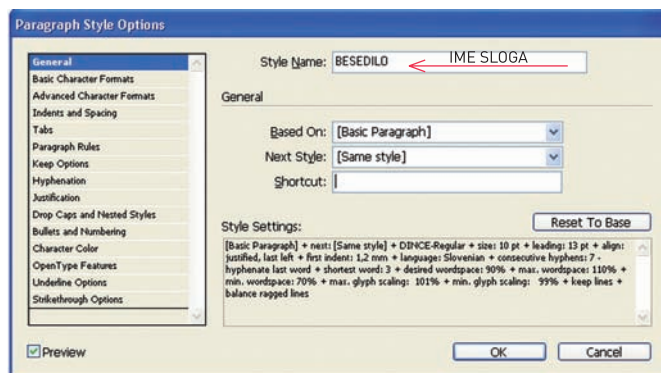 Paragraph Style Options
General
Basic Character Formats
Advanced Character Formats
Indents and Spacing
Tabs
Paragraph Rules
Keep Options
Hyphenation
Justification
Drop Caps and Nested Styles
Bullets and Numbering
Character Color
OpenType Features
Underline Options
Strikethrough Options
Style Name: BESEDILO IME SLOGA
General
Based On: [Basic Paragraph]
Next Style: [Same style]
Shortcut:
Style Settings: Reset To Base
[Basic Paragraph] + next: [Same style] + DINCE-Regular + size: 10 pt + leading: 13 pt + align:
justified, last left + first indent: 1,2 mm + language: Slovenian + consecutive hyphens: 7 -
hyphenate last word + shortest word: 3 + desired wordspace: 90% + max. wordspace: 110% +
min. wordspace: 70% + max. glyph scaling: 101% + min. glyph scaling: 99% + keep lines +
balance ragged lines
Preview OK Cancel